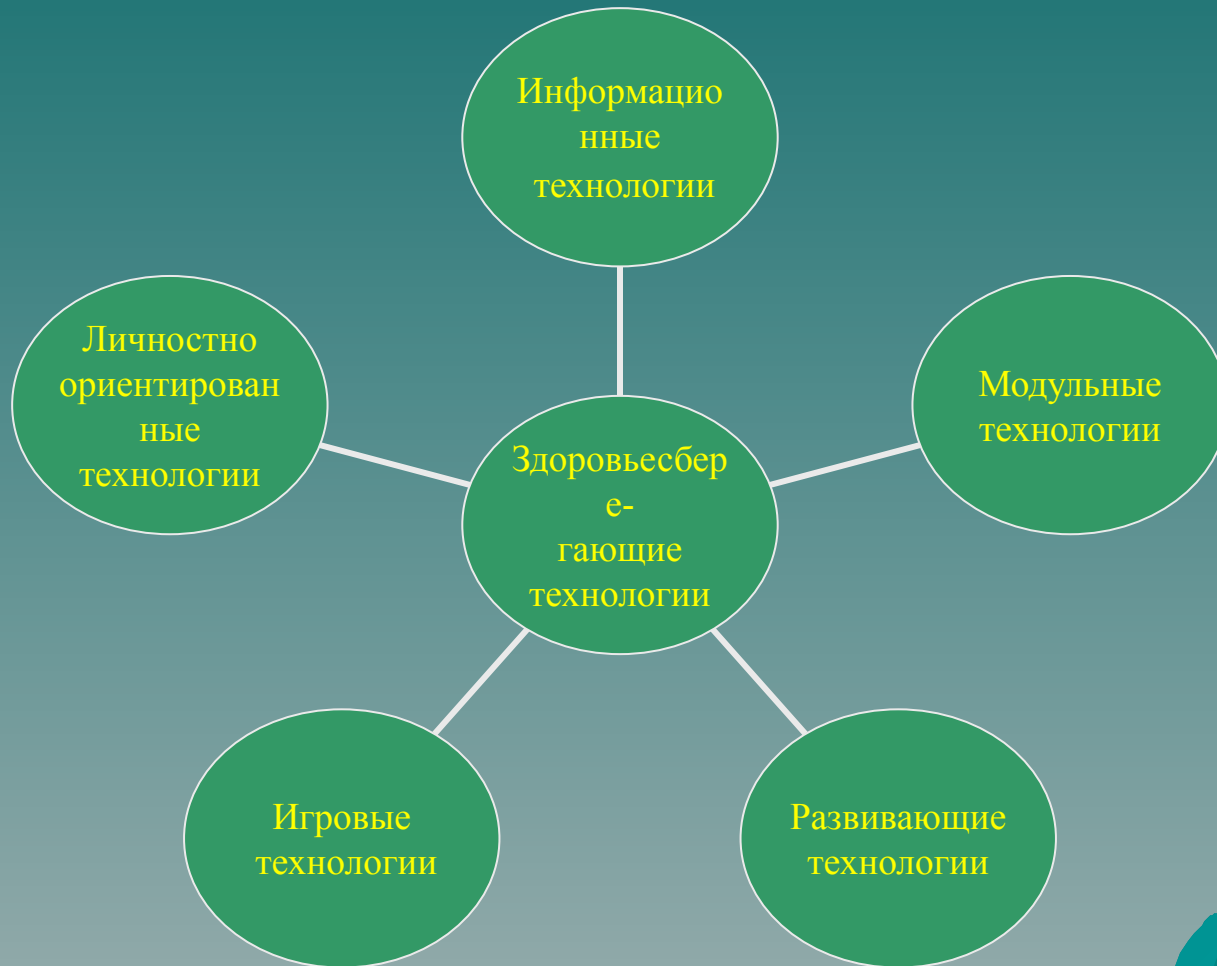 Информацио
нные
технологии
Личностно
ориентирован
ные
технологии
Модульные
технологии
Здоровьесбер
е-
гающие
технологии
Игровые
технологии
Развивающие
технологии